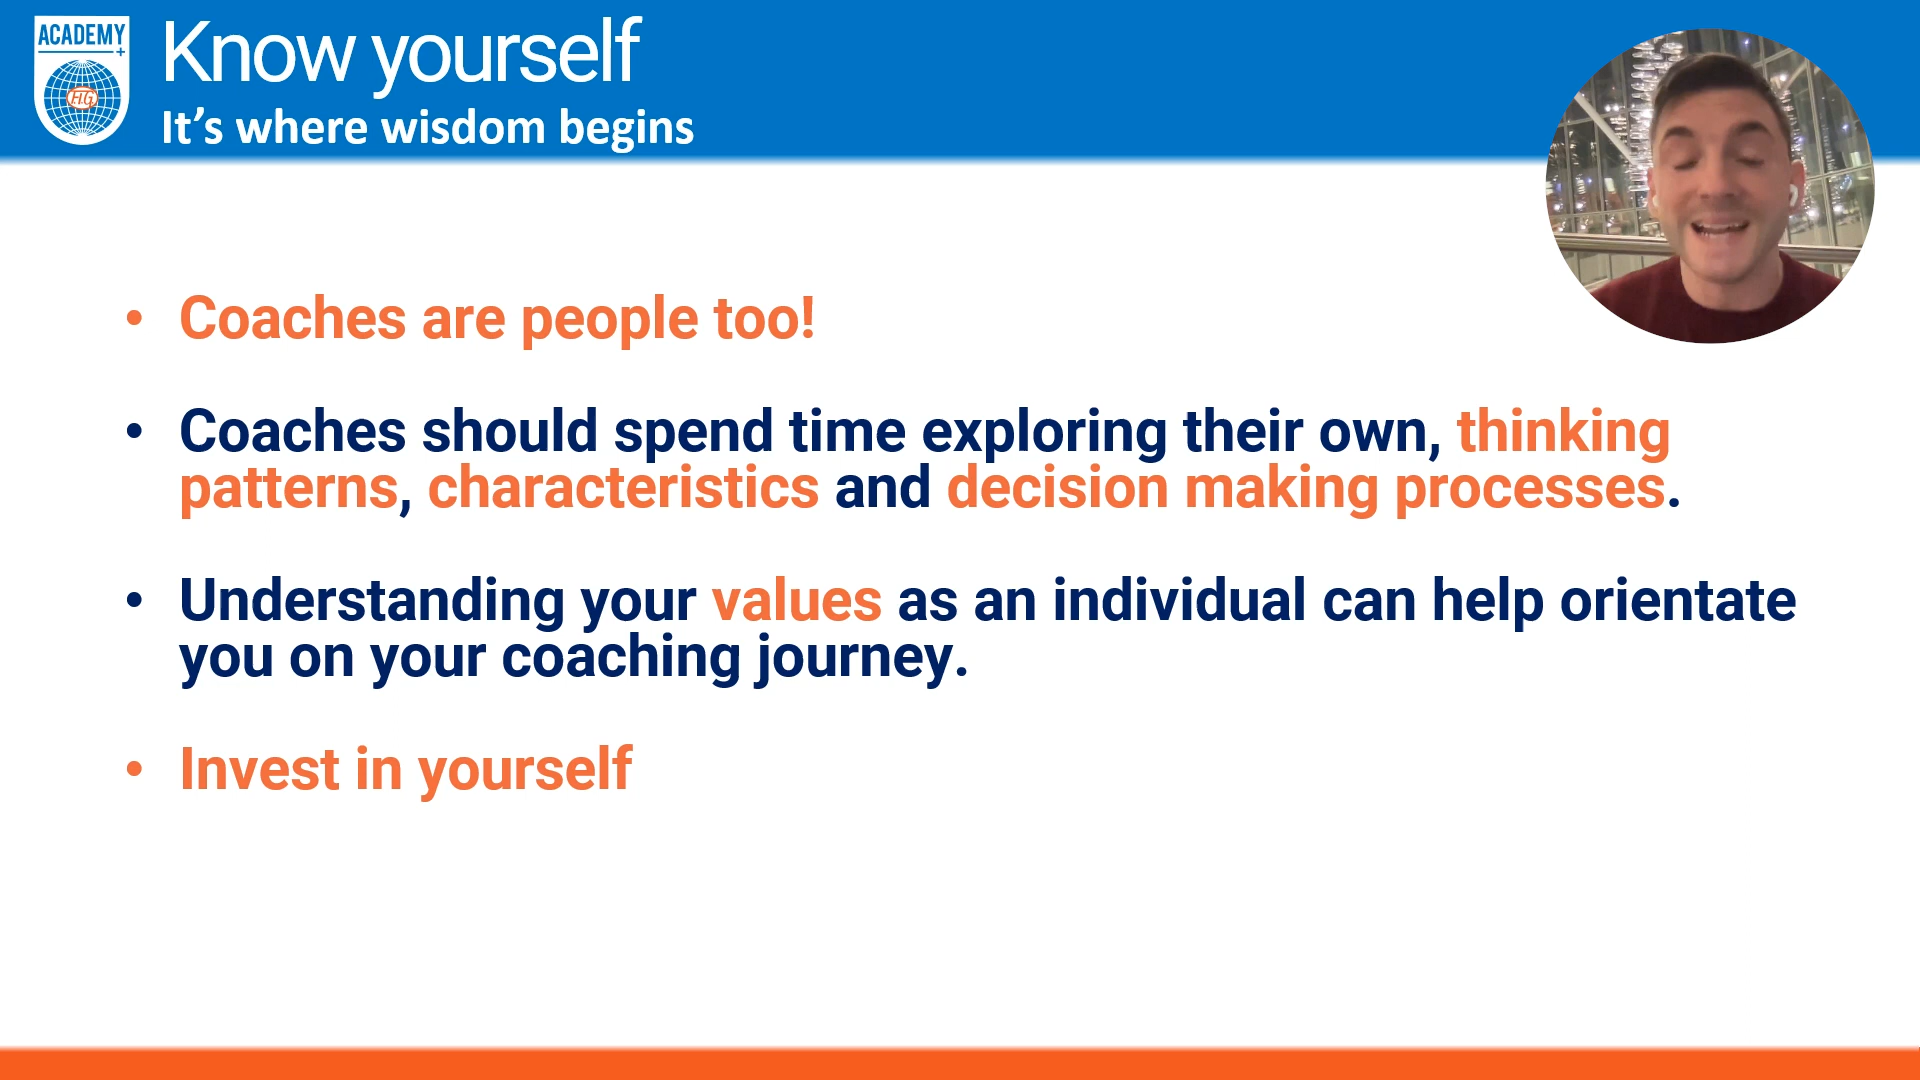 ACADEMY
+
FIG
Know yourself
It’s where wisdom begins
• Coaches are people too!
• Coaches should spend time exploring their own, thinking
patterns, characteristics and decision making processes.
• Understanding your values as an individual can help orientate
you on your coaching journey.
• Invest in yourself